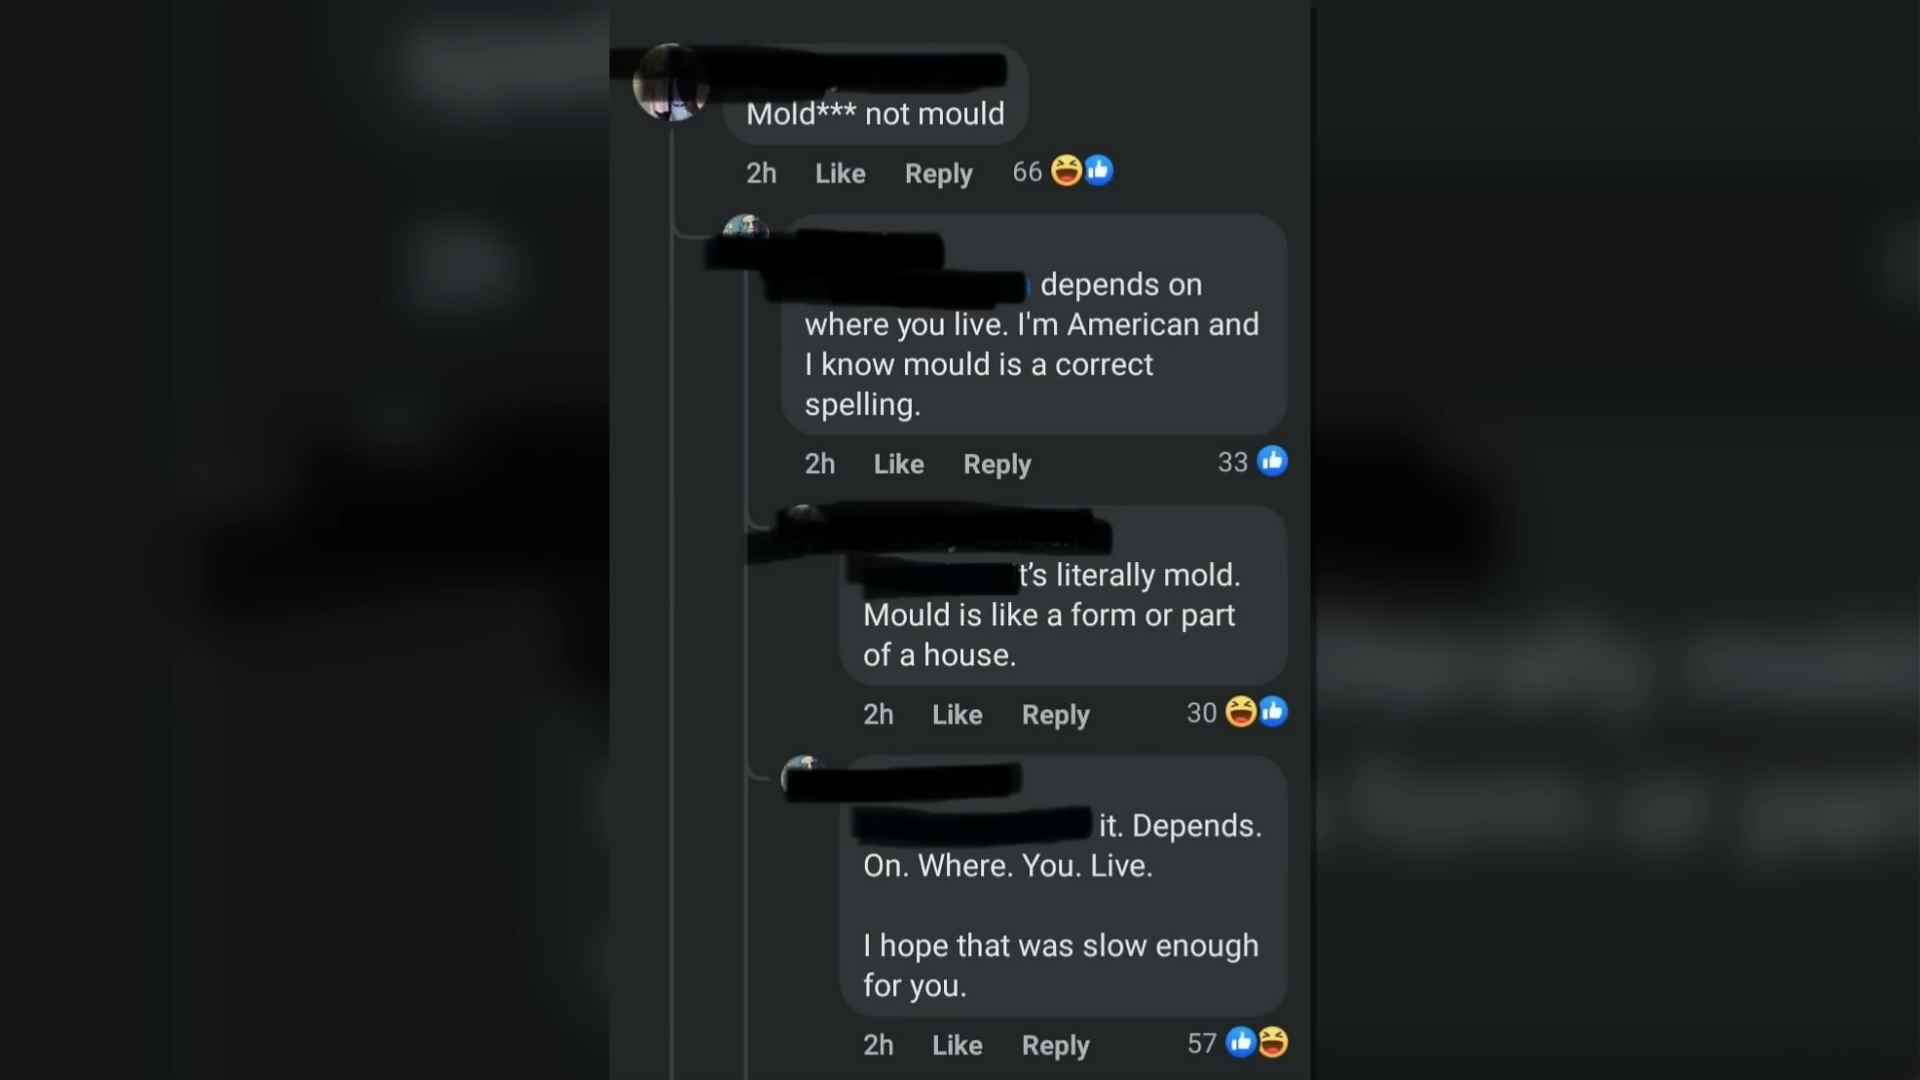 Mold*** not mould
2h Like Reply 66
depends on
where you live. I'm American and
I know mould is a correct
spelling.
2h Like Reply 33
t's literally mold.
Mould is like a form or part
of a house.
2h Like Reply 30
it. Depends.
On. Where. You. Live.
I hope that was slow enough
for you.
2h Like Reply 57